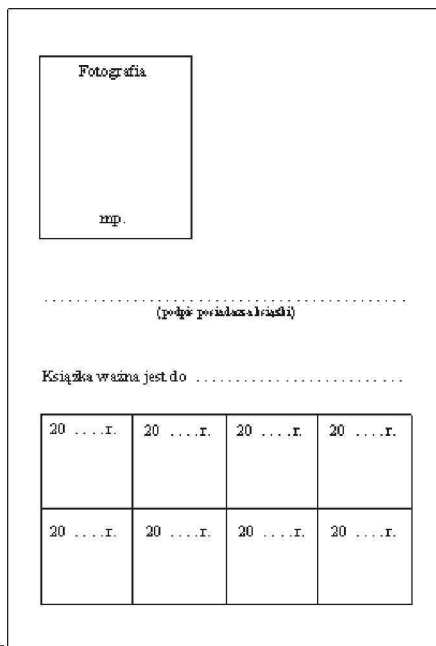 Fotografia
mp.
. . . . . . . . . . . . . . . . . . . . . . . . . . . . . . . . . . . . . . . . . . . . . .
(podpis posiadacza książki)
Książka ważna jest do . . . . . . . . . . . . . . . . . . . . . . . . . .
20 . . . .r. 20 . . . .r. 20 . . . .r. 20 . . . .r.
20 . . . .r. 20 . . . .r. 20 . . . .r. 20 . . . .r.